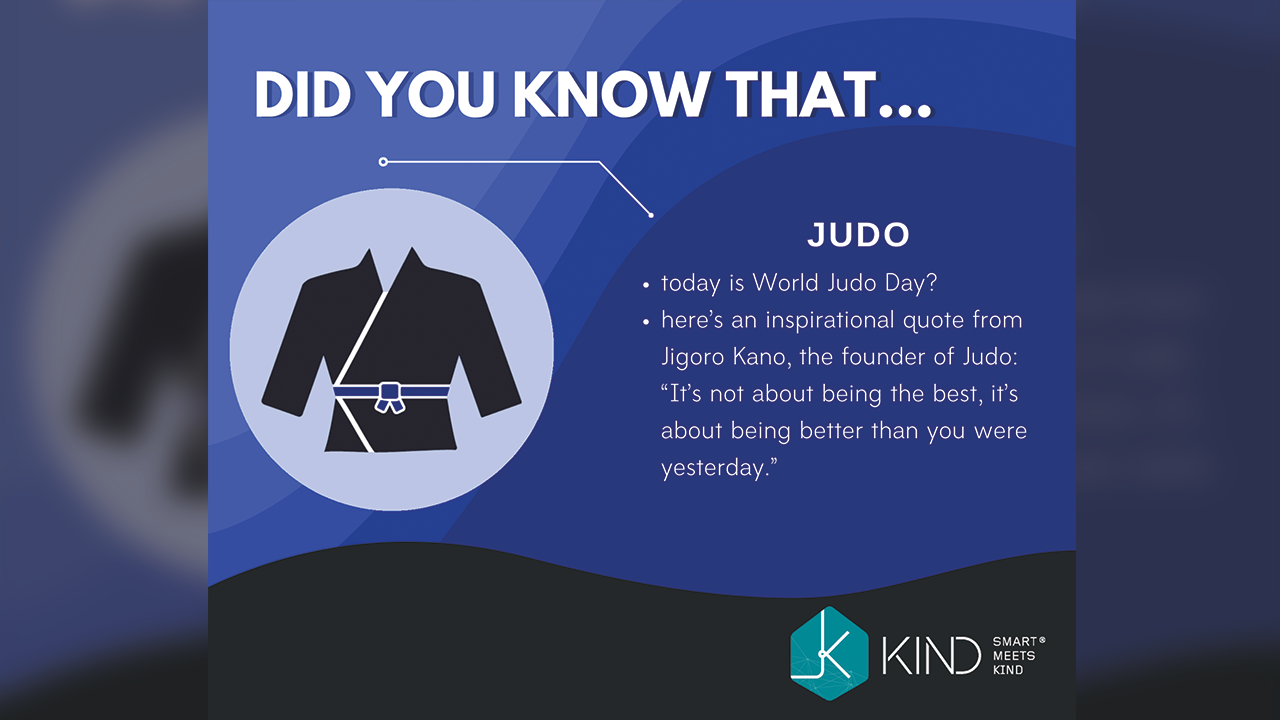 DID YOU KNOW THAT...
JUDO
• today is World Judo Day?
• here's an inspirational quote from
Jigoro Kano, the founder of Judo:
“It's not about being the best, it's
about being better than you were
yesterday.”
KIND
SMART®
MEETS
KIND